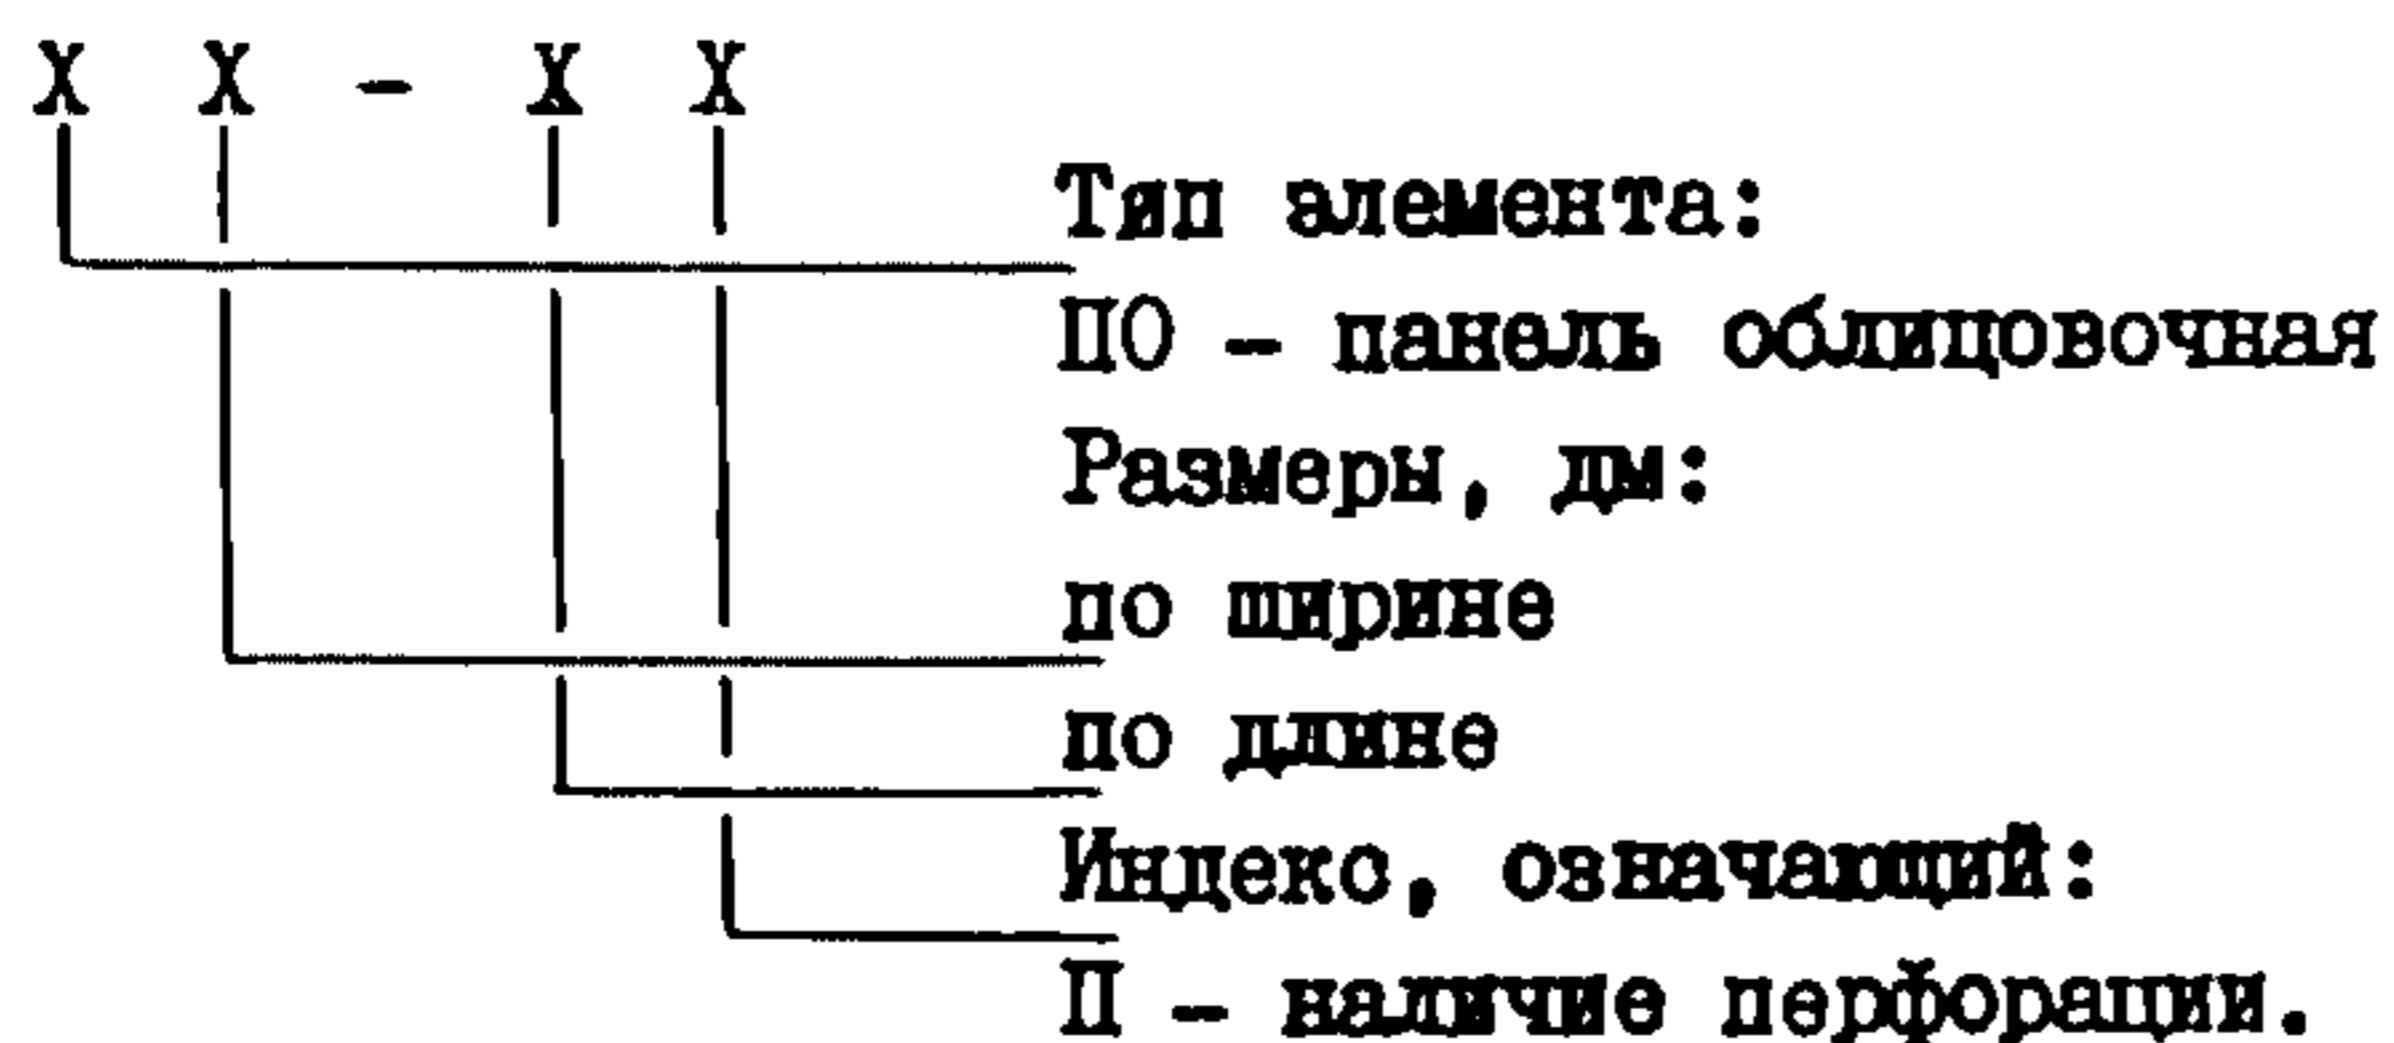 Х Х - Х Х
Тип элемента:
ПО - панель облицовочная
Размеры, дм:
по ширине
по длине
Индекс, означающий:
П - наличие перфорации.